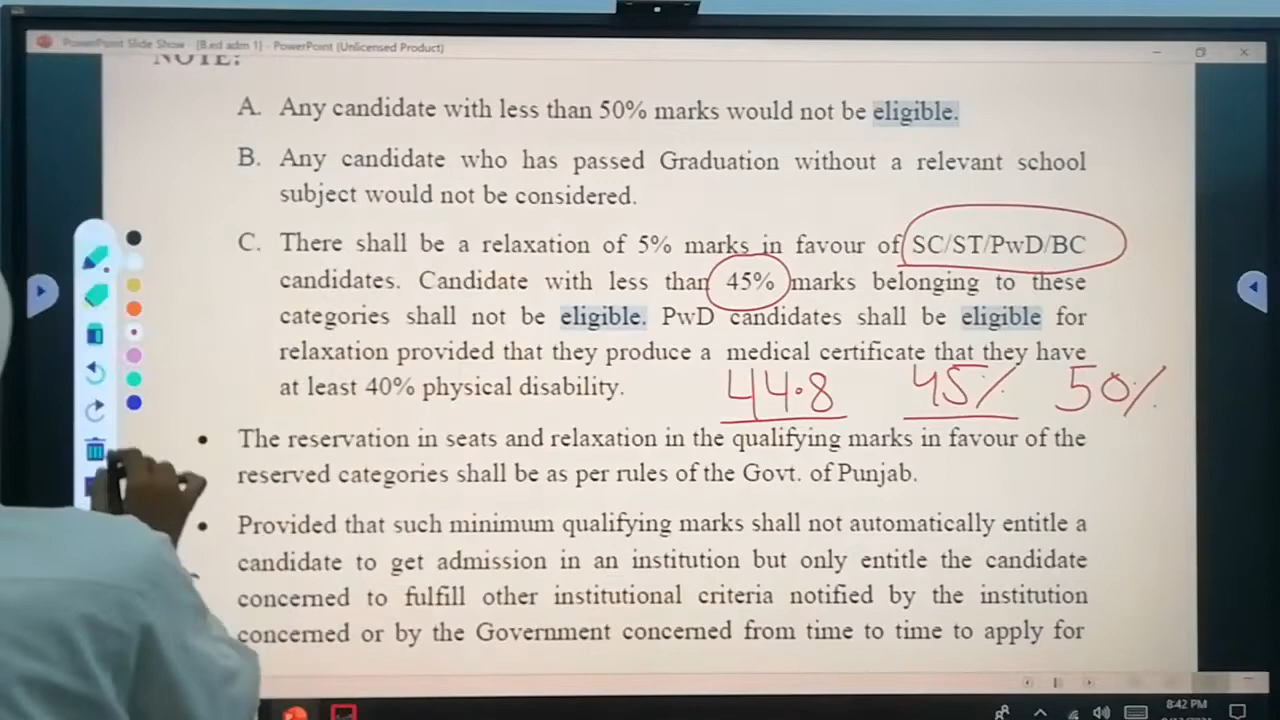 PowerPoint Slide Show - [B.ed adm 1] - PowerPoint (Unlicensed Product)
NOTE:
A. Any candidate with less than 50% marks would not be eligible.
B. Any candidate who has passed Graduation without a relevant school
subject would not be considered.
C. There shall be a relaxation of 5% marks in favour of SC/ST/PwD/BC
candidates. Candidate with less than 45% marks belonging to these
categories shall not be eligible. PwD candidates shall be eligible for
relaxation provided that they produce a medical certificate that they have
at least 40% physical disability.
44.8 45% 50%
• The reservation in seats and relaxation in the qualifying marks in favour of the
reserved categories shall be as per rules of the Govt. of Punjab.
• Provided that such minimum qualifying marks shall not automatically entitle a
candidate to get admission in an institution but only entitle the candidate
concerned to fulfill other institutional criteria notified by the institution
concerned or by the Government concerned from time to time to apply for
8:42 PM